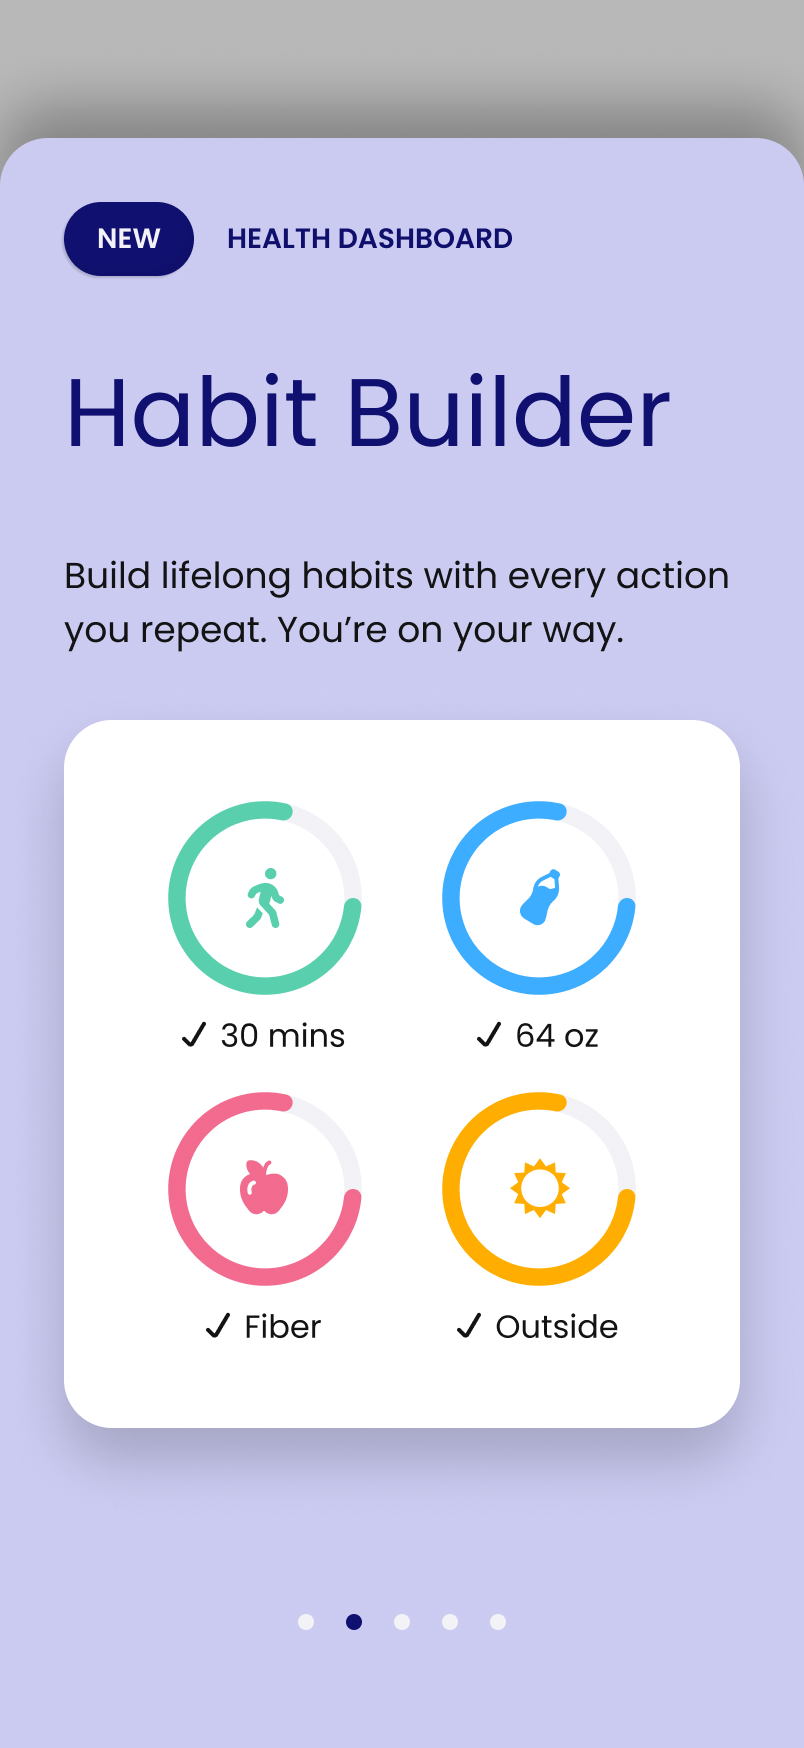 NEW HEALTH DASHBOARD
Habit Builder
Build lifelong habits with every action
you repeat. You’re on your way.
30 mins
64 oz
Fiber
Outside